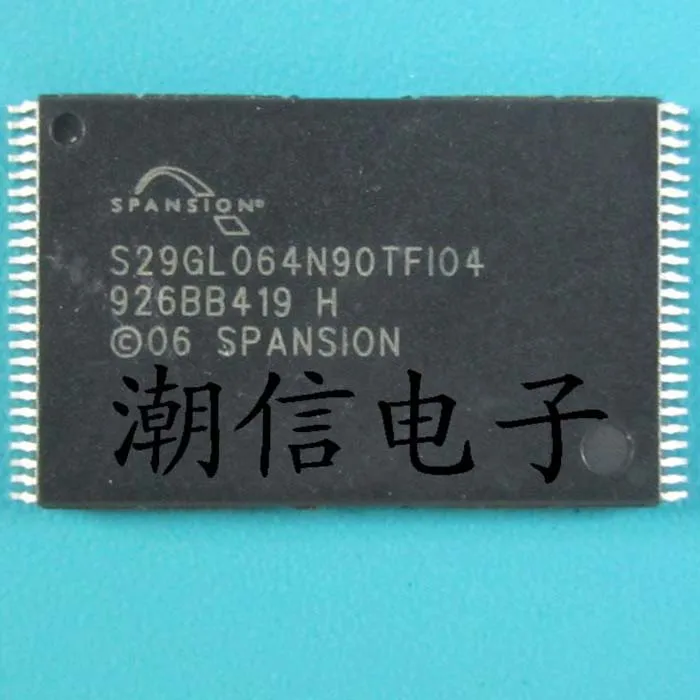 SPANSION®
S29GL064N90TFI04
926BB419 H
©06 SPANSION
潮信电子